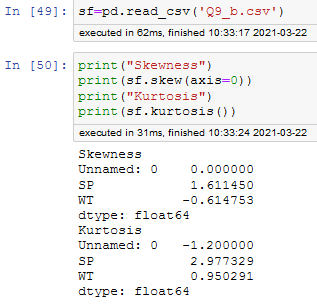 In [49]: sf=pd.read_csv('Q9_b.csv')
executed in 62ms, finished 10:33:17 2021-03-22
In [50]: print("Skewness")
print(sf.skew(axis=0))
print("Kurtosis")
print(sf.kurtosis())
executed in 31ms, finished 10:33:24 2021-03-22
Skewness
Unnamed: 0    0.000000
SP            1.611450
WT           -0.614753
dtype: float64
Kurtosis
Unnamed: 0   -1.200000
SP            2.977329
WT            0.950291
dtype: float64